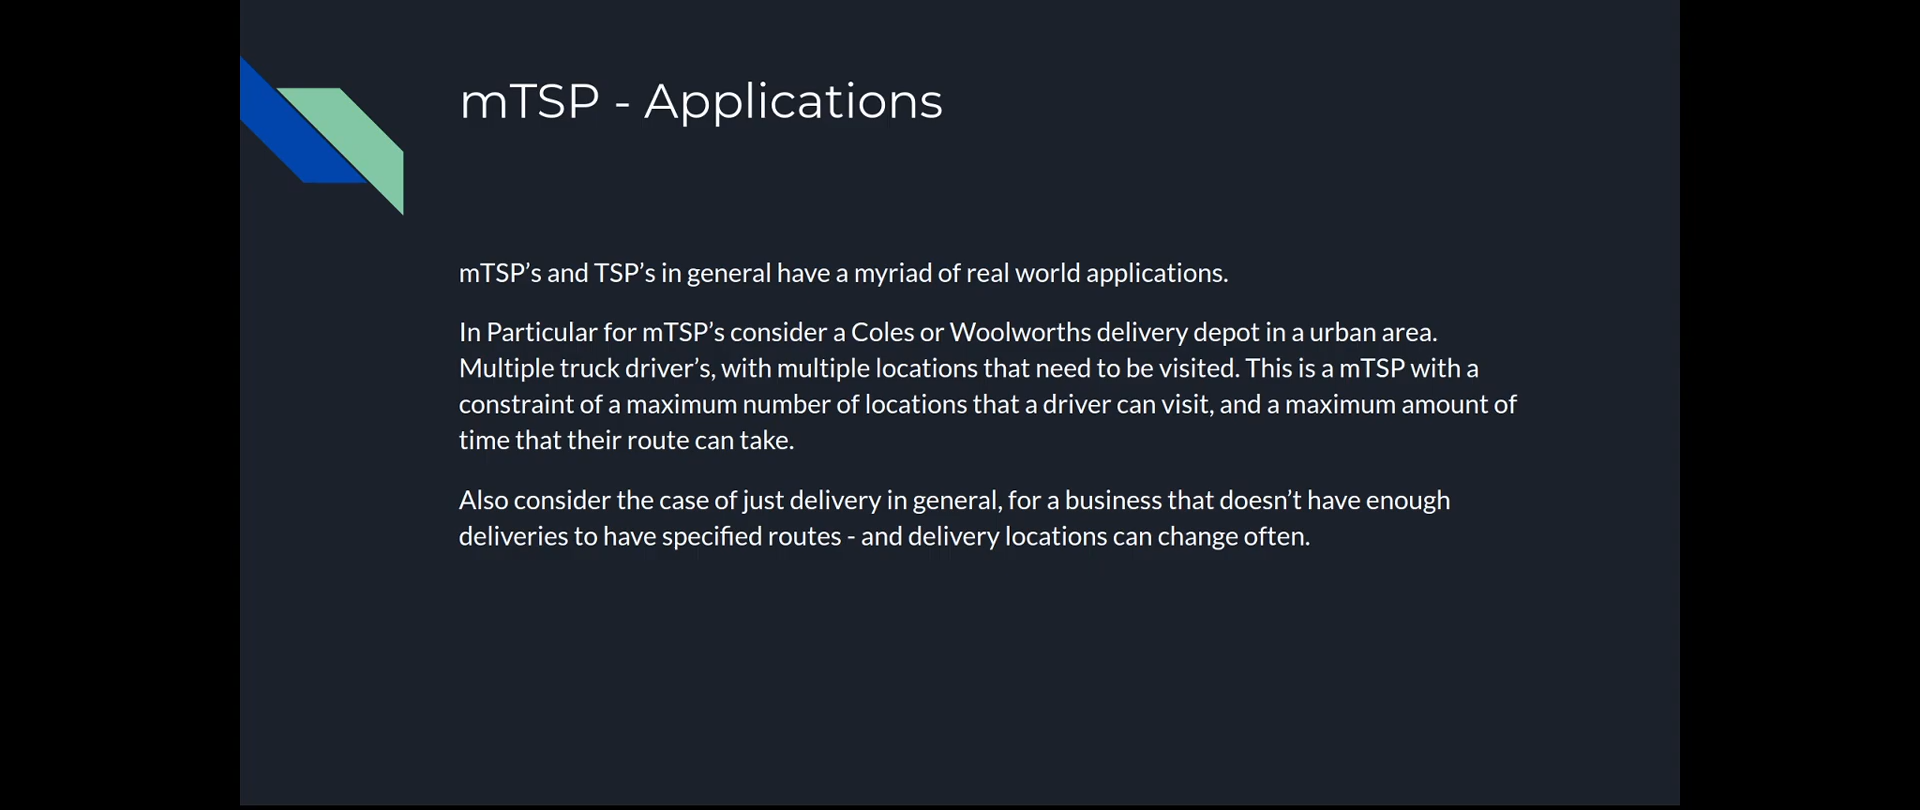 mTSP - Applications
mTSP’s and TSP’s in general have a myriad of real world applications.
In Particular for mTSP’s consider a Coles or Woolworths delivery depot in a urban area.
Multiple truck driver’s, with multiple locations that need to be visited. This is a mTSP with a
constraint of a maximum number of locations that a driver can visit, and a maximum amount of
time that their route can take.
Also consider the case of just delivery in general, for a business that doesn’t have enough
deliveries to have specified routes - and delivery locations can change often.